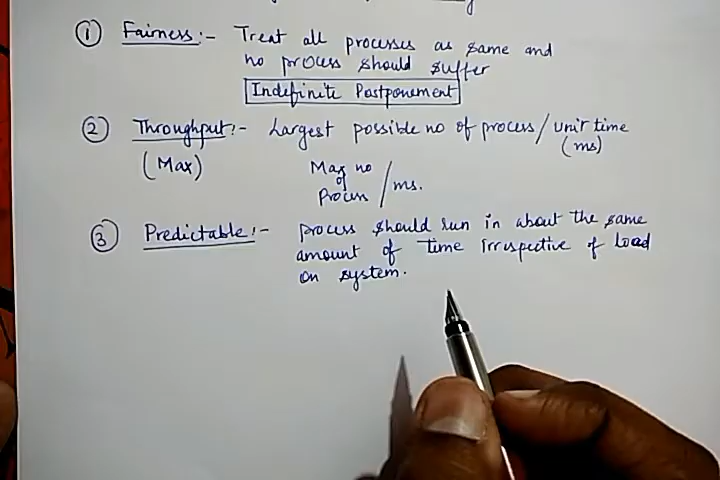 ① Fairness:- Treat all processes as same and
no process should suffer
Indefinite Postponement
② Throughput:- Largest possible no of process/unit time
(Max) (ms)
Max no of Process / ms.
③ Predictable:- process should run in about the same
amount of time irrespective of load
on system.